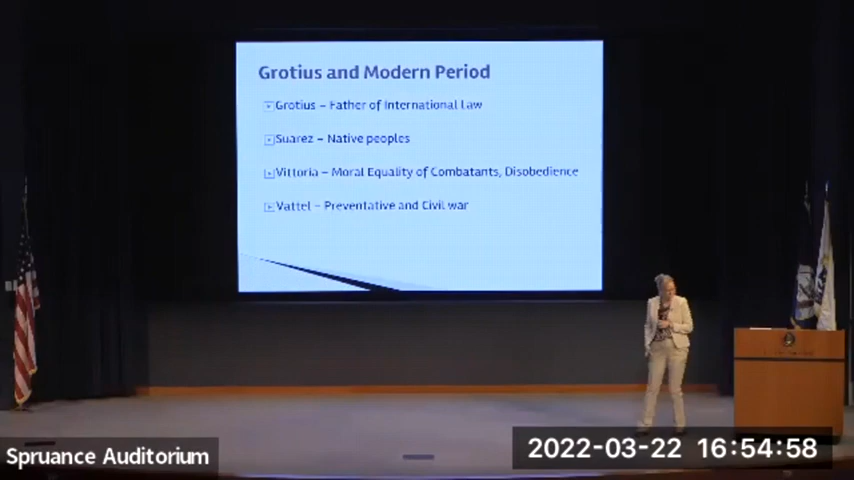 Grotius and Modern Period
Grotius – Father of International Law
Suarez – Native peoples
Vittoria – Moral Equality of Combatants, Disobedience
Vattel – Preventative and Civil war
Spruance Auditorium
2022-03-22 16:54:58